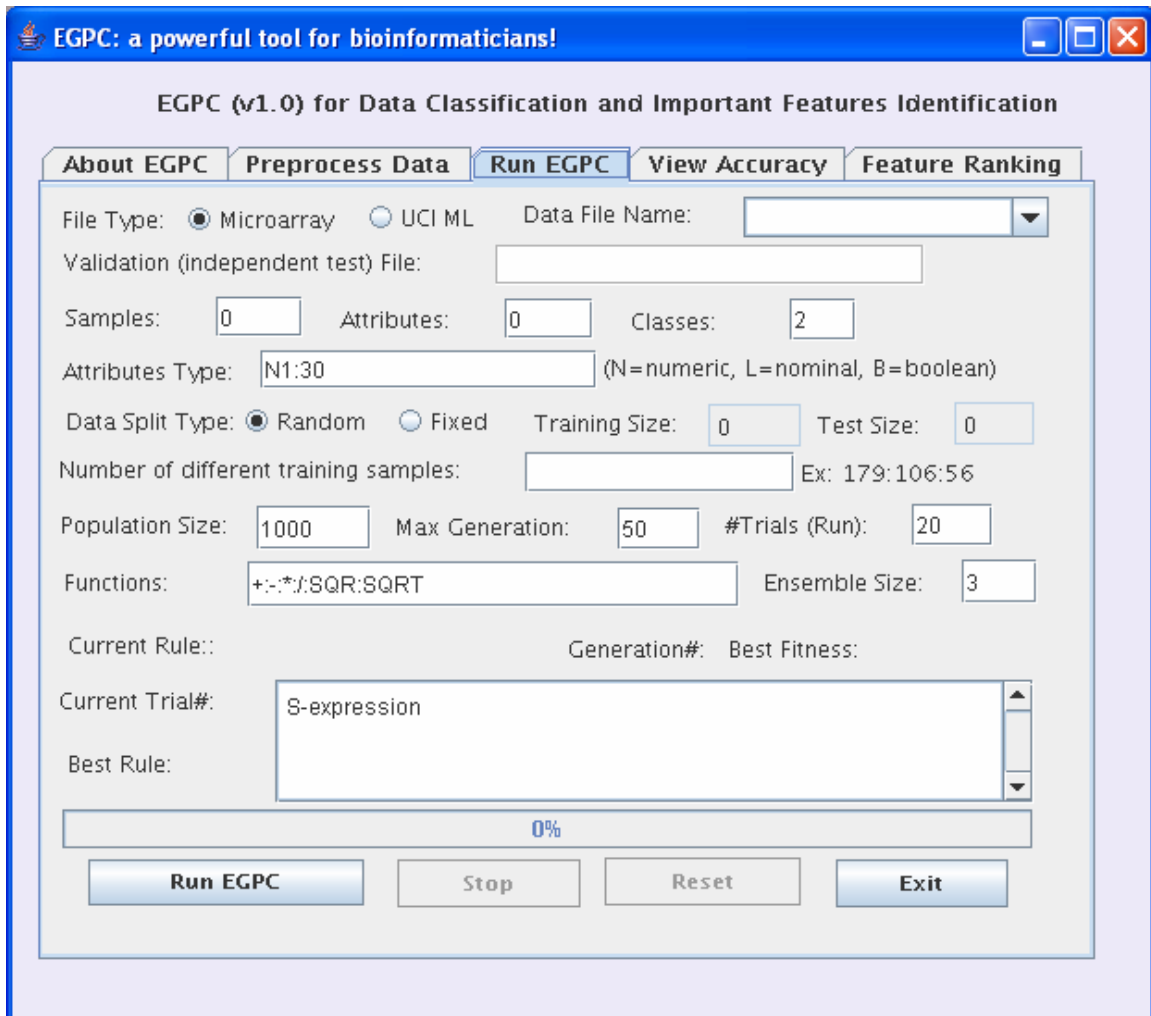 EGPC: a powerful tool for bioinformaticians!
EGPC (v1.0) for Data Classification and Important Features Identification
About EGPC Preprocess Data Run EGPC View Accuracy Feature Ranking
File Type: Microarray UCI ML Data File Name:
Validation (independent test) File:
Samples: 0 Attributes: 0 Classes: 2
Attributes Type: N1:30 (N=numeric, L=nominal, B=boolean)
Data Split Type: Random Fixed Training Size: 0 Test Size: 0
Number of different training samples: Ex: 179:106:56
Population Size: 1000 Max Generation: 50 #Trials (Run): 20
Functions: +:-:*:/:SQR:SQRT Ensemble Size: 3
Current Rule:: Generation#: Best Fitness:
Current Trial#: S-expression
Best Rule:
0%
Run EGPC Stop Reset Exit